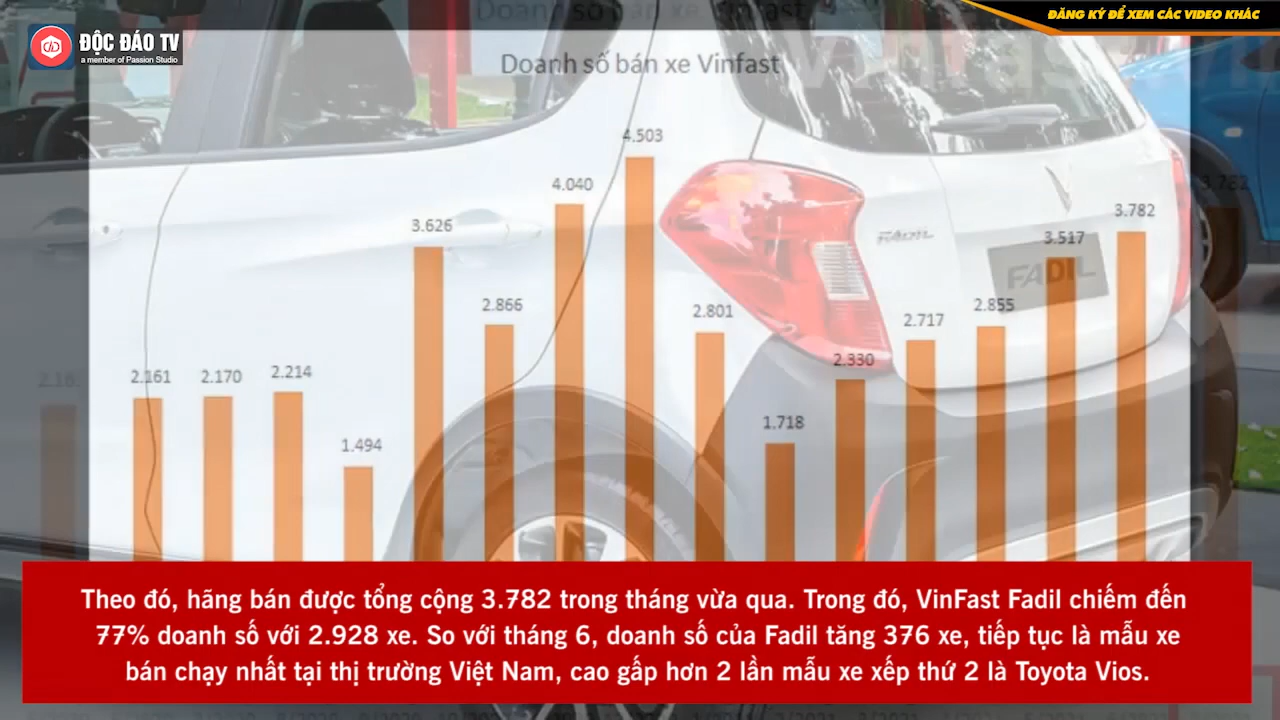 ĐĂNG KÝ ĐỂ XEM CÁC VIDEO KHÁC
ĐỘC ĐÁO TV
a member of Passion Studio
Doanh số bán xe Vinfast
4.503
4.040
3.626
2.866
2.801
3.782
3.517
2.855
2.717
2.330
2.161
2.170
2.214
1.494
1.718
FADIL
FADIL
Theo đó, hãng bán được tổng cộng 3.782 trong tháng vừa qua. Trong đó, VinFast Fadil chiếm đến
77% doanh số với 2.928 xe. So với tháng 6, doanh số của Fadil tăng 376 xe, tiếp tục là mẫu xe
bán chạy nhất tại thị trường Việt Nam, cao gấp hơn 2 lần mẫu xe xếp thứ 2 là Toyota Vios.